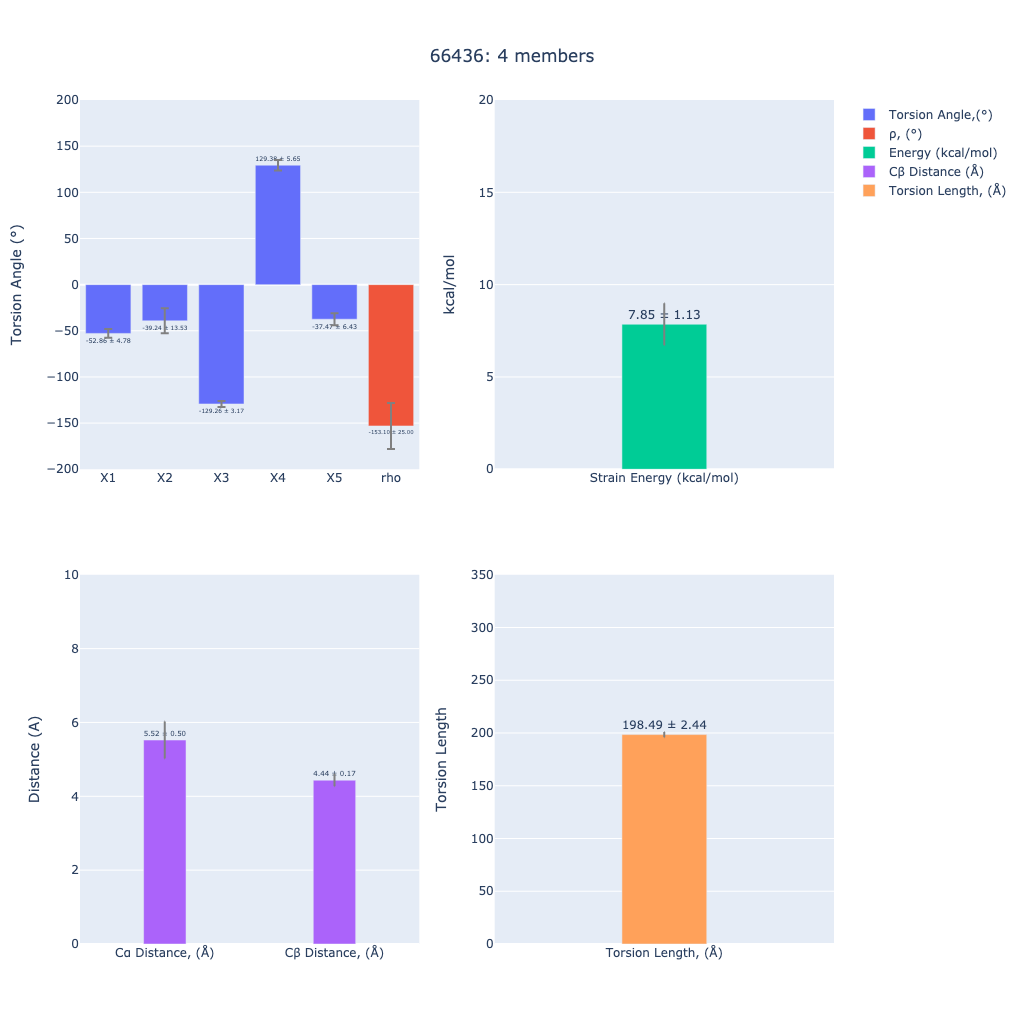 66436: 4 members
Torsion Angle (°)
200
150
100
50
0
−50
−100
−150
−200
-52.86 ± 4.78
-39.24 ± 13.53
-129.26 ± 3.17
129.38 ± 5.65
-37.47 ± 6.43
-153.10 ± 25.00
X1 X2 X3 X4 X5 rho
kcal/mol
20
15
10
5
0
7.85 ± 1.13
Strain Energy (kcal/mol)
Torsion Angle,(°)
ρ, (°)
Energy (kcal/mol)
Cβ Distance (Å)
Torsion Length, (Å)
Distance (A)
10
8
6
4
2
0
5.52 ± 0.50
4.44 ± 0.17
Cα Distance, (Å) Cβ Distance, (Å)
Torsion Length
350
300
250
200
150
100
50
0
198.49 ± 2.44
Torsion Length, (Å)